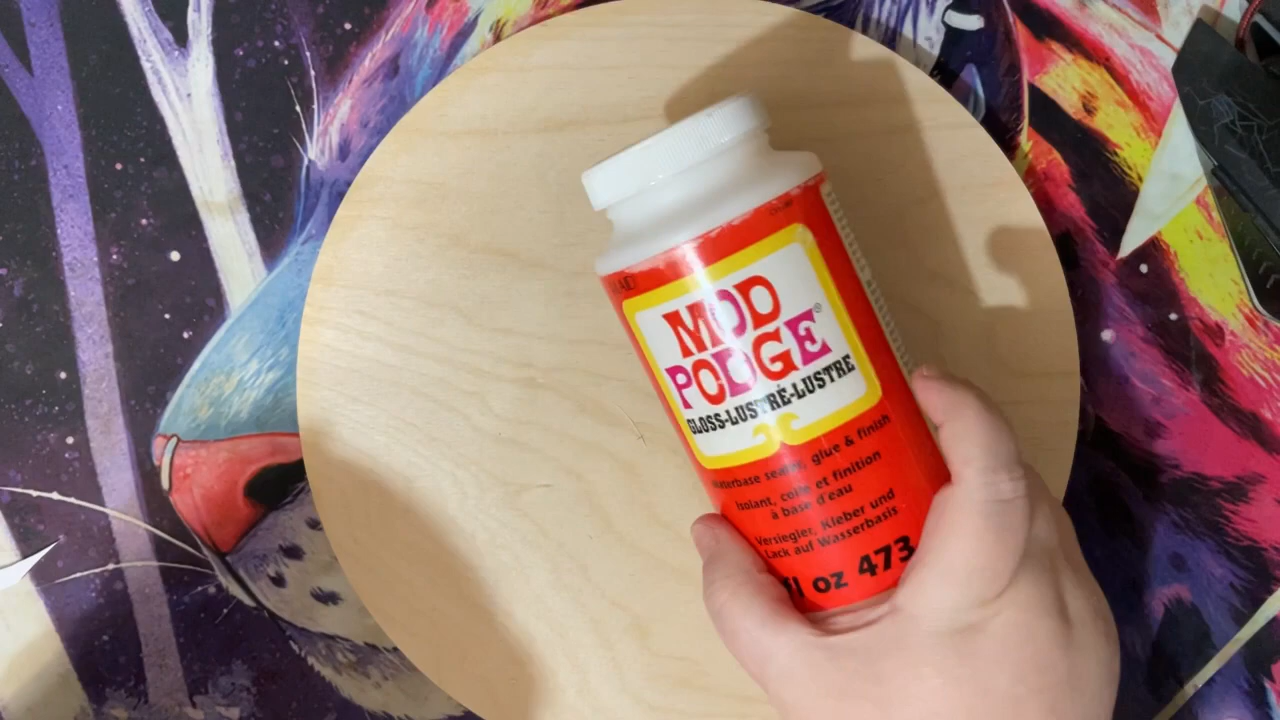 MOD
PODGE®
GLOSS-LUSTRÉ-LUSTRE
Waterbase sealer, glue & finish
Isolant, colle et finition
à base d'eau
Versiegler, Kleber und
Lack auf Wasserbasis
fl oz 473